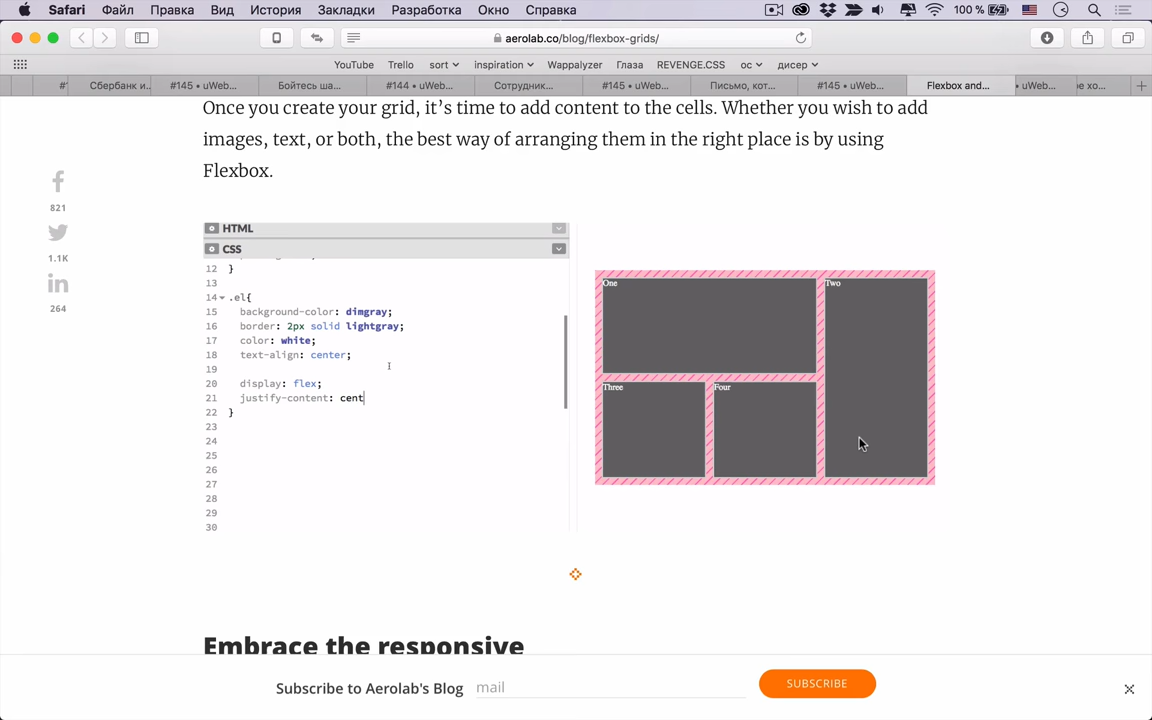 Safari Файл Правка Вид История Закладки Разработка Окно Справка 100 %
aerolab.co/blog/flexbox-grids/
YouTube Trello sort inspiration Wappalyzer Глаза REVENGE.CSS ос дисер
Сбербанк и... #145 • uWeb... Бойтесь ша... #144 • uWeb... Сотрудник... #145 • uWeb... Письмо, кот... #145 • uWeb... Flexbox and... • uWeb...
Once you create your grid, it's time to add content to the cells. Whether you wish to add
images, text, or both, the best way of arranging them in the right place is by using
Flexbox.
821
1.1K
264
HTML
CSS
12 }
13
14 .el{
15 background-color: dimgray;
16 border: 2px solid lightgray;
17 color: white;
18 text-align: center;
19
20 display: flex;
21 justify-content: cent
22 }
23
24
25
26
27
28
29
30
One Two
Three Four
Embrace the responsive
Subscribe to Aerolab's Blog mail SUBSCRIBE